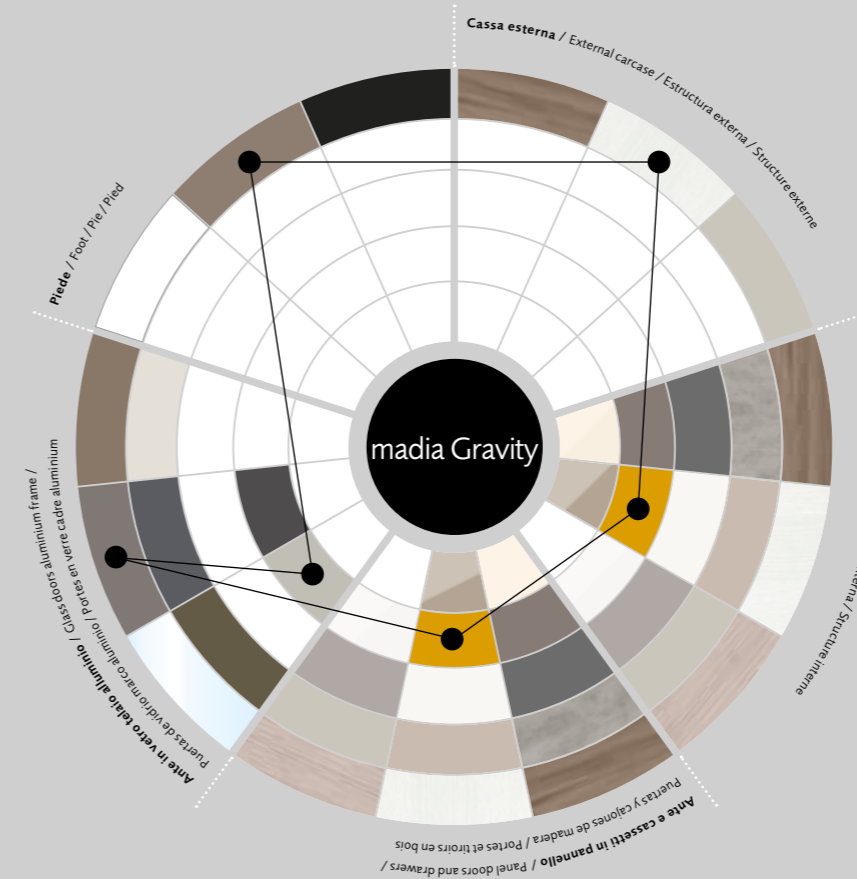 Cassa esterna / External carcase / Estructura externa / Structure externe
Piede / Foot / Pie / Pied
madia Gravity
Ante in vetro telaio alluminio / Glass doors aluminium frame /
Puertas de vidrio marco aluminio / Portes en verre cadre aluminium
Ante e cassetti in pannello / Panel doors and drawers /
Puertas y cajones de madera / Portes et tiroirs en bois
/ Structure interne